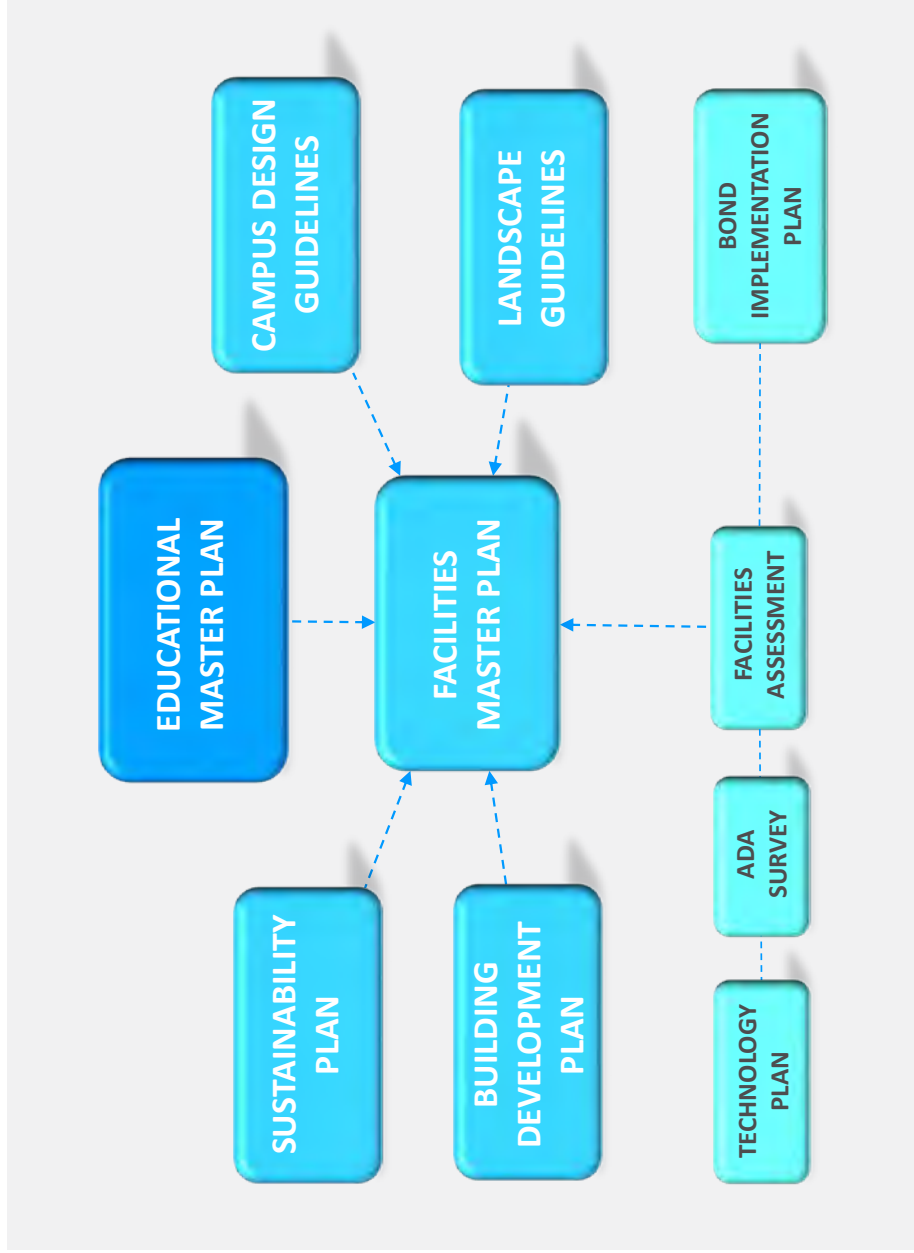 EDUCATIONAL
MASTER PLAN
SUSTAINABILITY
PLAN
CAMPUS DESIGN
GUIDELINES
FACILITIES
MASTER PLAN
BUILDING
DEVELOPMENT
PLAN
LANDSCAPE
GUIDELINES
TECHNOLOGY
PLAN
ADA
SURVEY
FACILITIES
ASSESSMENT
BOND
IMPLEMENTATION
PLAN